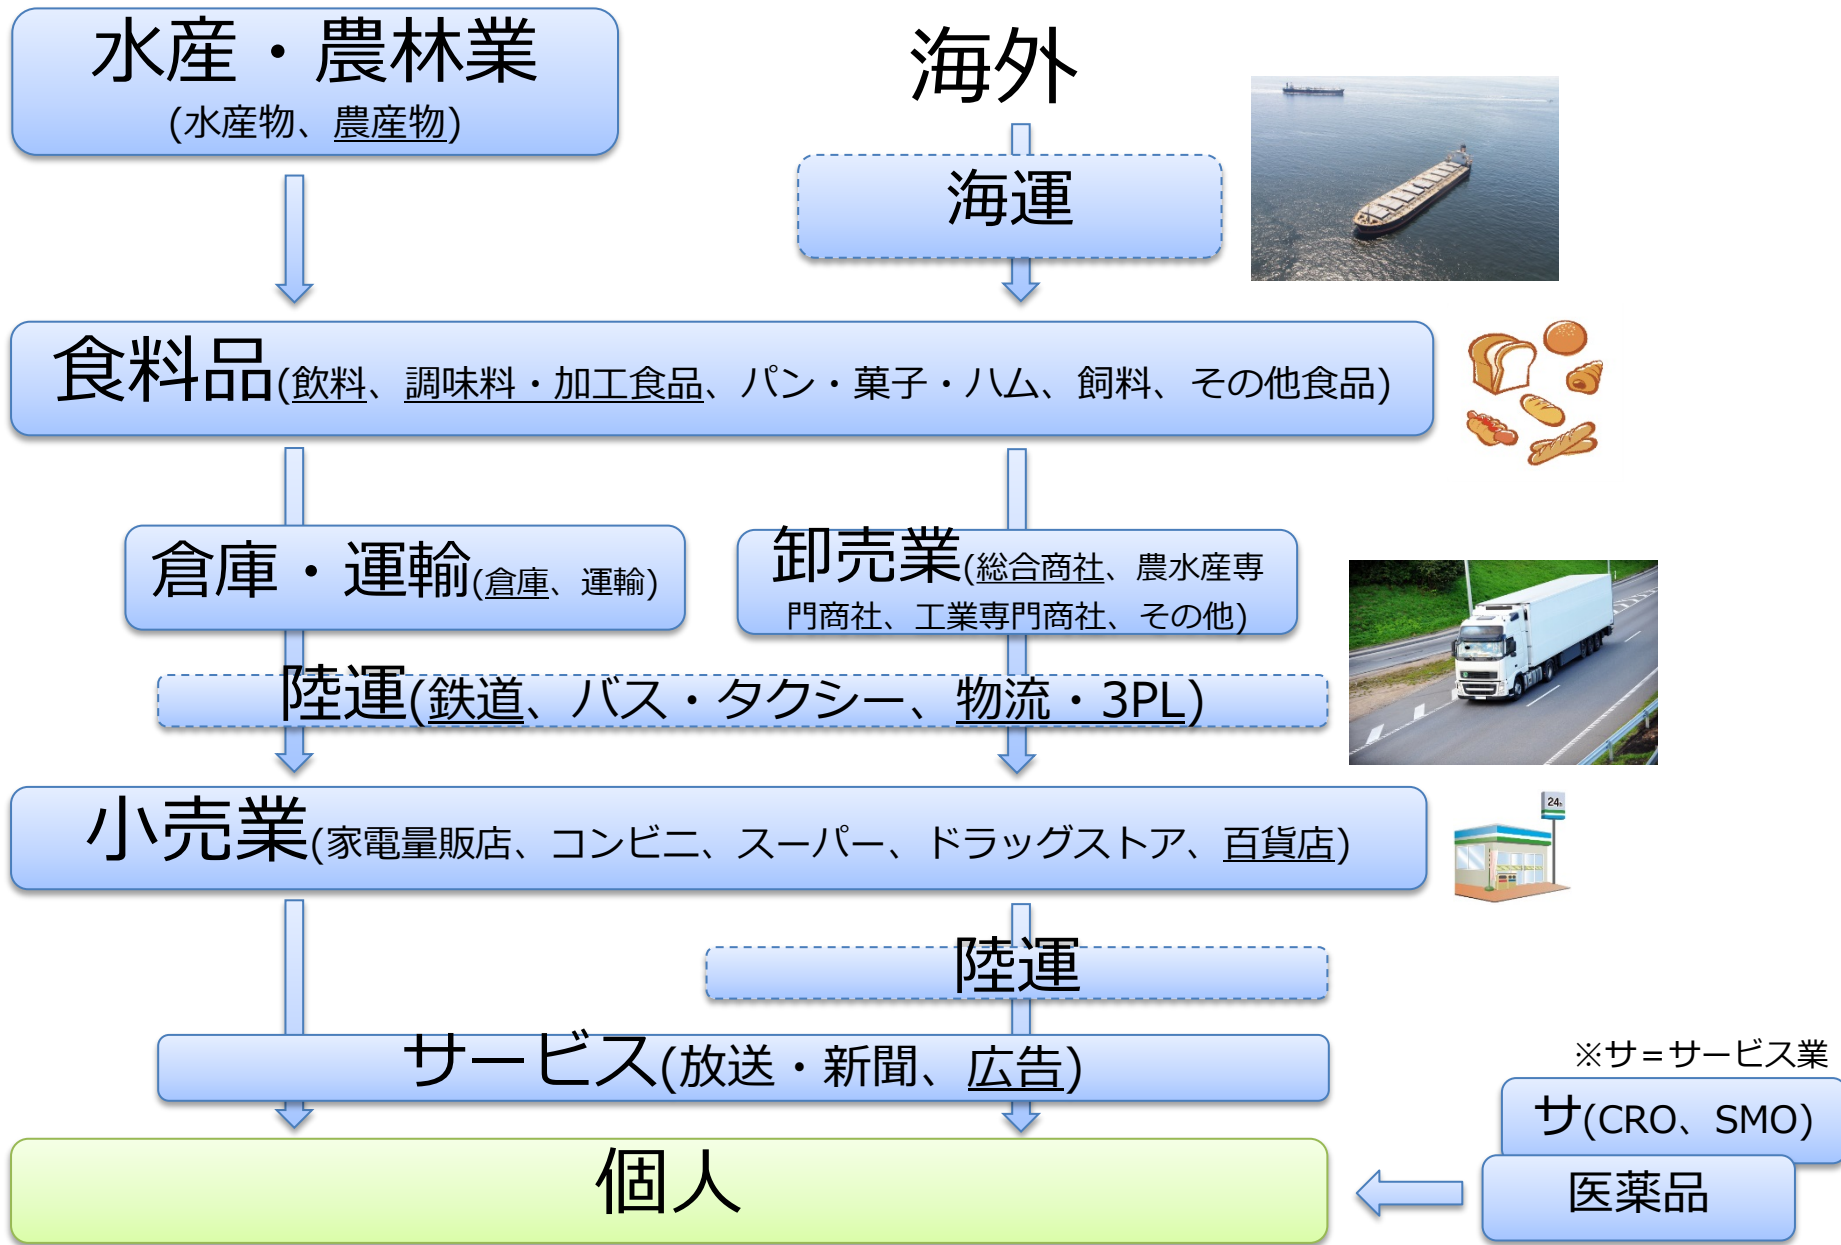 水産・農林業
(水産物、農産物)
海外
海運
食料品(飲料、調味料・加工食品、パン・菓子・ハム、飼料、その他食品)
倉庫・運輸(倉庫、運輸)
卸売業(総合商社、農水産専
門商社、工業専門商社、その他)
陸運(鉄道、バス・タクシー、物流・3PL)
小売業(家電量販店、コンビニ、スーパー、ドラッグストア、百貨店)
24h
陸運
サービス(放送・新聞、広告)
※サ=サービス業
サ(CRO、SMO)
医薬品
個人